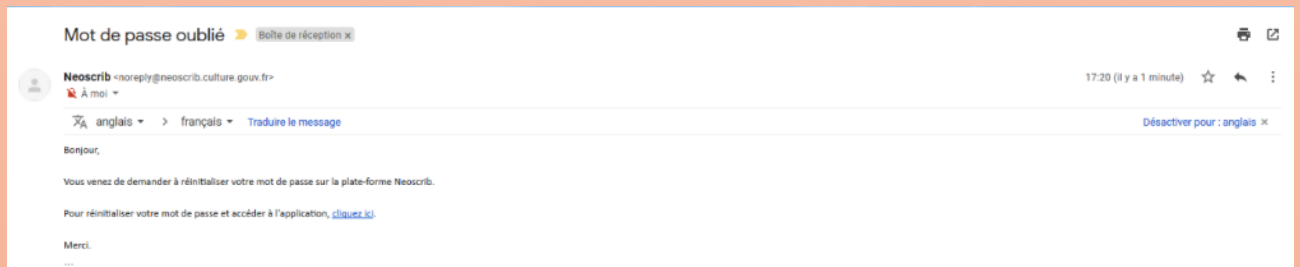 Mot de passe oublié Boîte de réception x
Neoscrib <noreply@neoscrib.culture.gouv.fr> 17:20 (il y a 1 minute)
À moi
anglais > français Traduire le message Désactiver pour : anglais x
Bonjour,
Vous venez de demander à réinitialiser votre mot de passe sur la plate-forme Neoscrib.
Pour réinitialiser votre mot de passe et accéder à l'application, cliquez ici.
Merci.
...